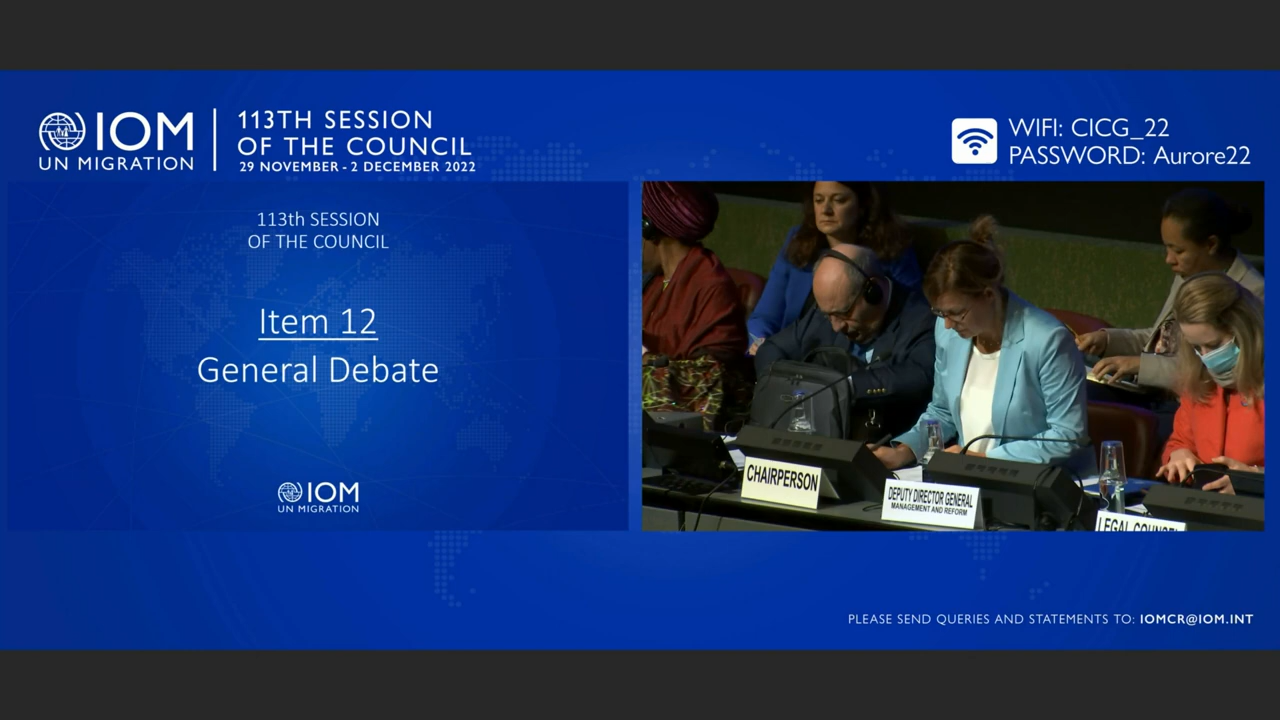 IOM
UN MIGRATION
113TH SESSION
OF THE COUNCIL
29 NOVEMBER - 2 DECEMBER 2022
WIFI: CICG_22
PASSWORD: Aurore22
113th SESSION
OF THE COUNCIL
Item 12
General Debate
IOM
UN MIGRATION
CHAIRPERSON
DEPUTY DIRECTOR GENERAL
MANAGEMENT AND REFORM
LEGAL COUNSEL
PLEASE SEND QUERIES AND STATEMENTS TO: IOMCR@IOM.INT